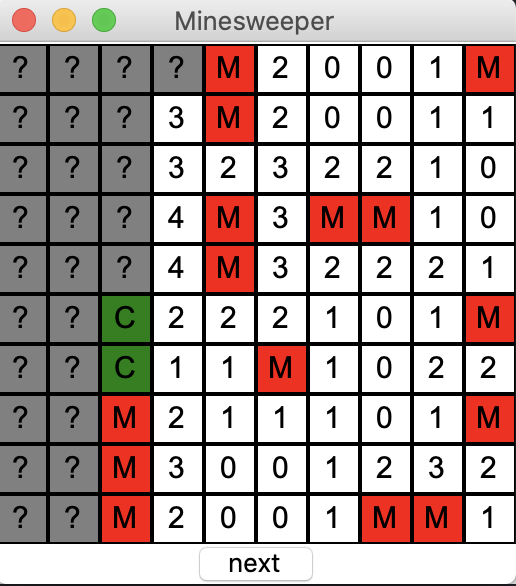 Minesweeper
? ? ? ? M 2 0 0 1 M
? ? ? 3 M 2 0 0 1 1
? ? ? 3 2 3 2 2 1 0
? ? ? 4 M 3 M M 1 0
? ? ? 4 M 3 2 2 2 1
? ? C 2 2 2 1 0 1 M
? ? C 1 1 M 1 0 2 2
? ? M 2 1 1 1 0 1 M
? ? M 3 0 0 1 2 3 2
? ? M 2 0 0 1 M M 1
next